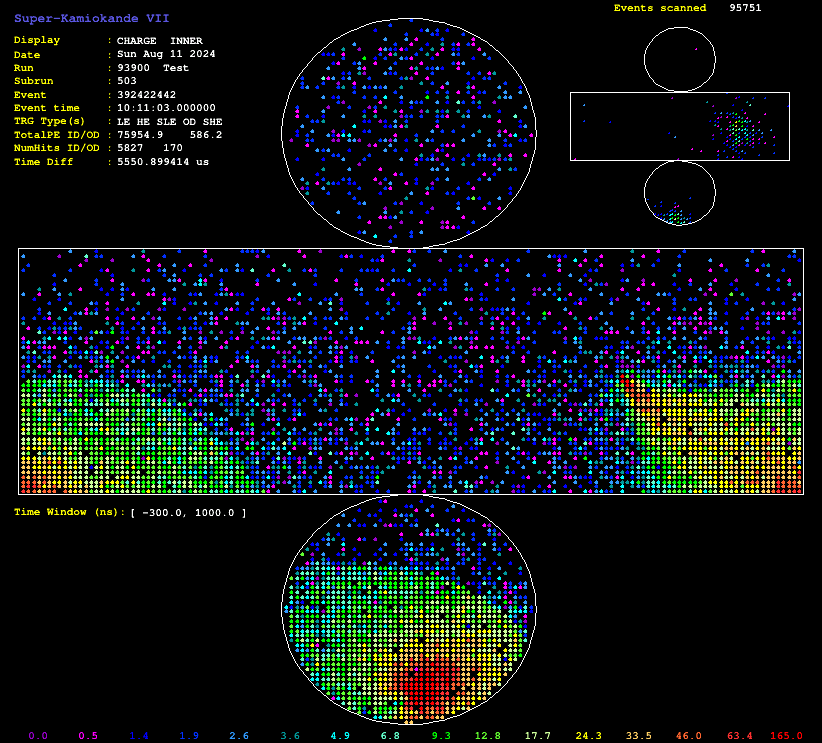 Super-Kamiokande VII
Events scanned 95751
Display : CHARGE INNER
Date : Sun Aug 11 2024
Run : 93900 Test
Subrun : 503
Event : 392422442
Event time : 10:11:03.000000
TRG Type(s) : LE HE SLE OD SHE
TotalPE ID/OD : 75954.9 586.2
NumHits ID/OD : 5827 170
Time Diff : 5550.899414 us
Time Window (ns): [ -300.0, 1000.0 ]
0.0 0.5 1.4 1.9 2.6 3.6 4.9 6.8 9.3 12.8 17.7 24.3 33.5 46.0 63.4 165.0